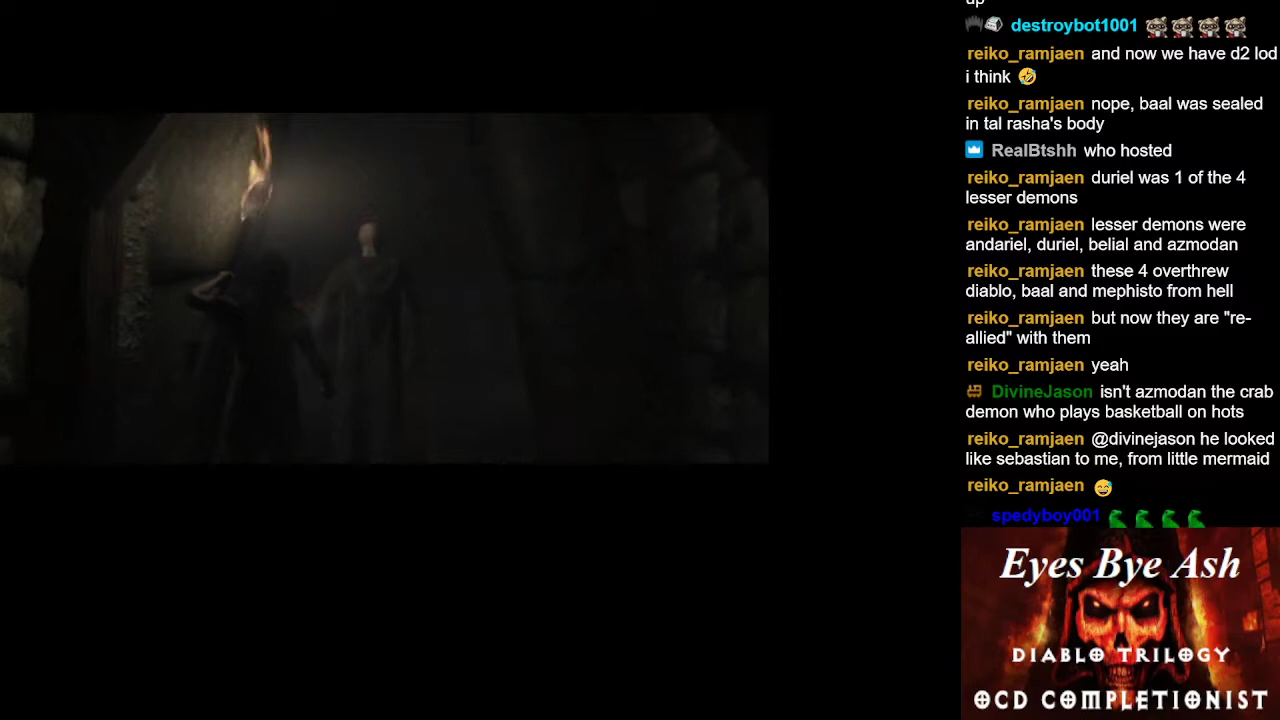 up
destroybot1001
reiko_ramjaen and now we have d2 lod
i think
reiko_ramjaen nope, baal was sealed
in tal rasha's body
RealBtshh who hosted
reiko_ramjaen duriel was 1 of the 4
lesser demons
reiko_ramjaen lesser demons were
andariel, duriel, belial and azmodan
reiko_ramjaen these 4 overthrew
diablo, baal and mephisto from hell
reiko_ramjaen but now they are "re-
allied" with them
reiko_ramjaen yeah
DivineJason isn't azmodan the crab
demon who plays basketball on hots
reiko_ramjaen @divinejason he looked
like sebastian to me, from little mermaid
reiko_ramjaen
spedyboy001
Eyes Bye Ash
DIABLO TRILOGY
OCD COMPLETIONIST